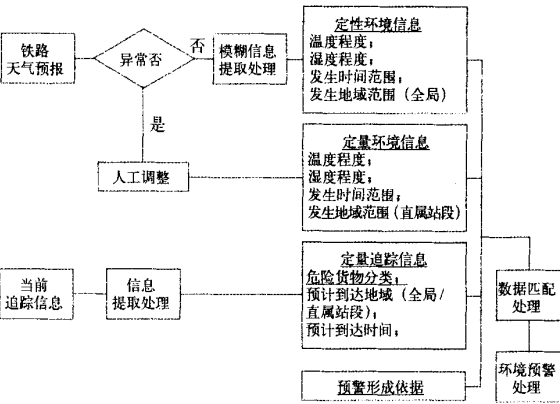 铁路
天气预报
异常否
否
模糊信息
提取处理
定性环境信息
温度程度；
湿度程度；
发生时间范围；
发生地域范围（全局）
是
人工调整
定量环境信息
温度程度；
湿度程度；
发生时间范围；
发生地域范围（直属站段）
当前
追踪信息
信息
提取处理
定量追踪信息
危险货物分类；
预计到达地域（全局/
直属站段）；
预计到达时间；
预警形成依据
数据匹配
处理
环境预警
处理